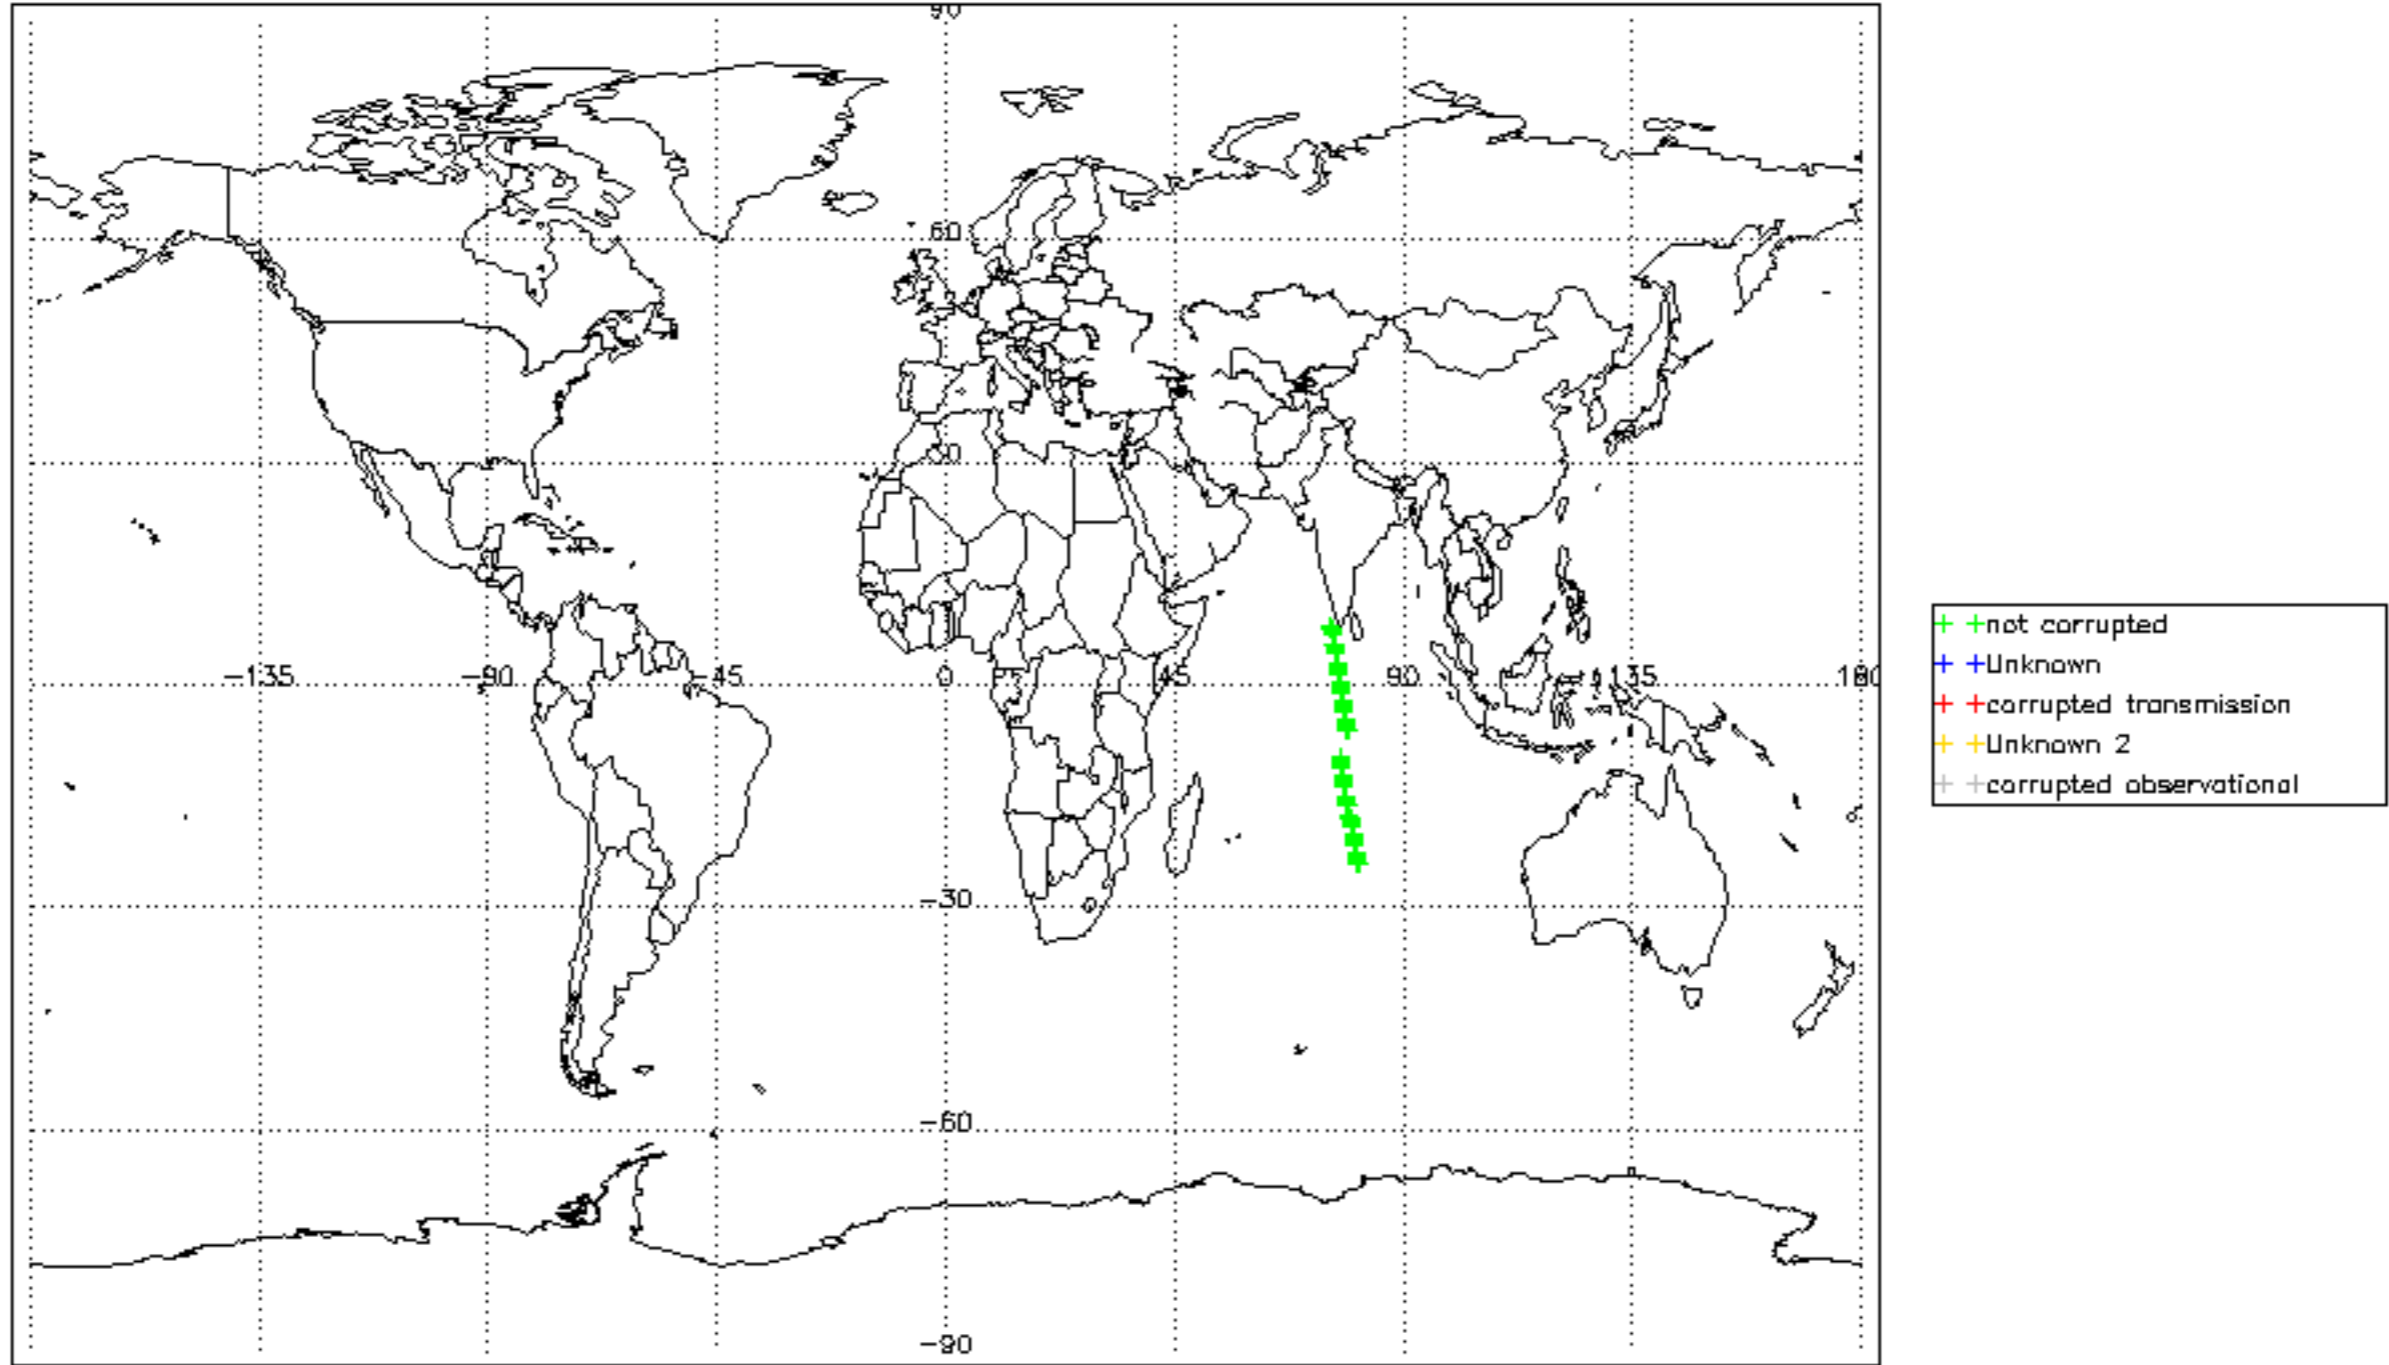 90
60
30
-135 -90 -45 0 45 90 135 180
-30
-60
-90
not corrupted
Unknown
corrupted transmission
Unknown 2
corrupted observational